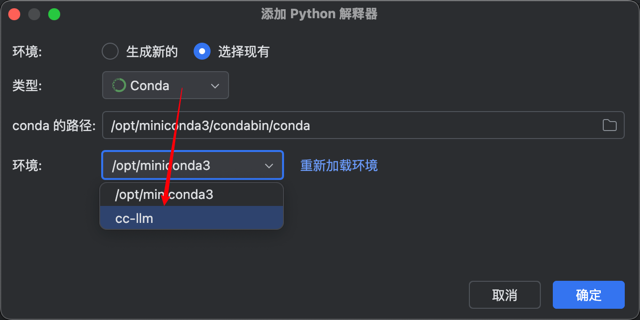 添加 Python 解释器
环境: 生成新的 选择现有
类型: Conda
conda 的路径: /opt/miniconda3/condabin/conda
环境: /opt/miniconda3 重新加载环境
/opt/miniconda3
cc-llm
取消 确定